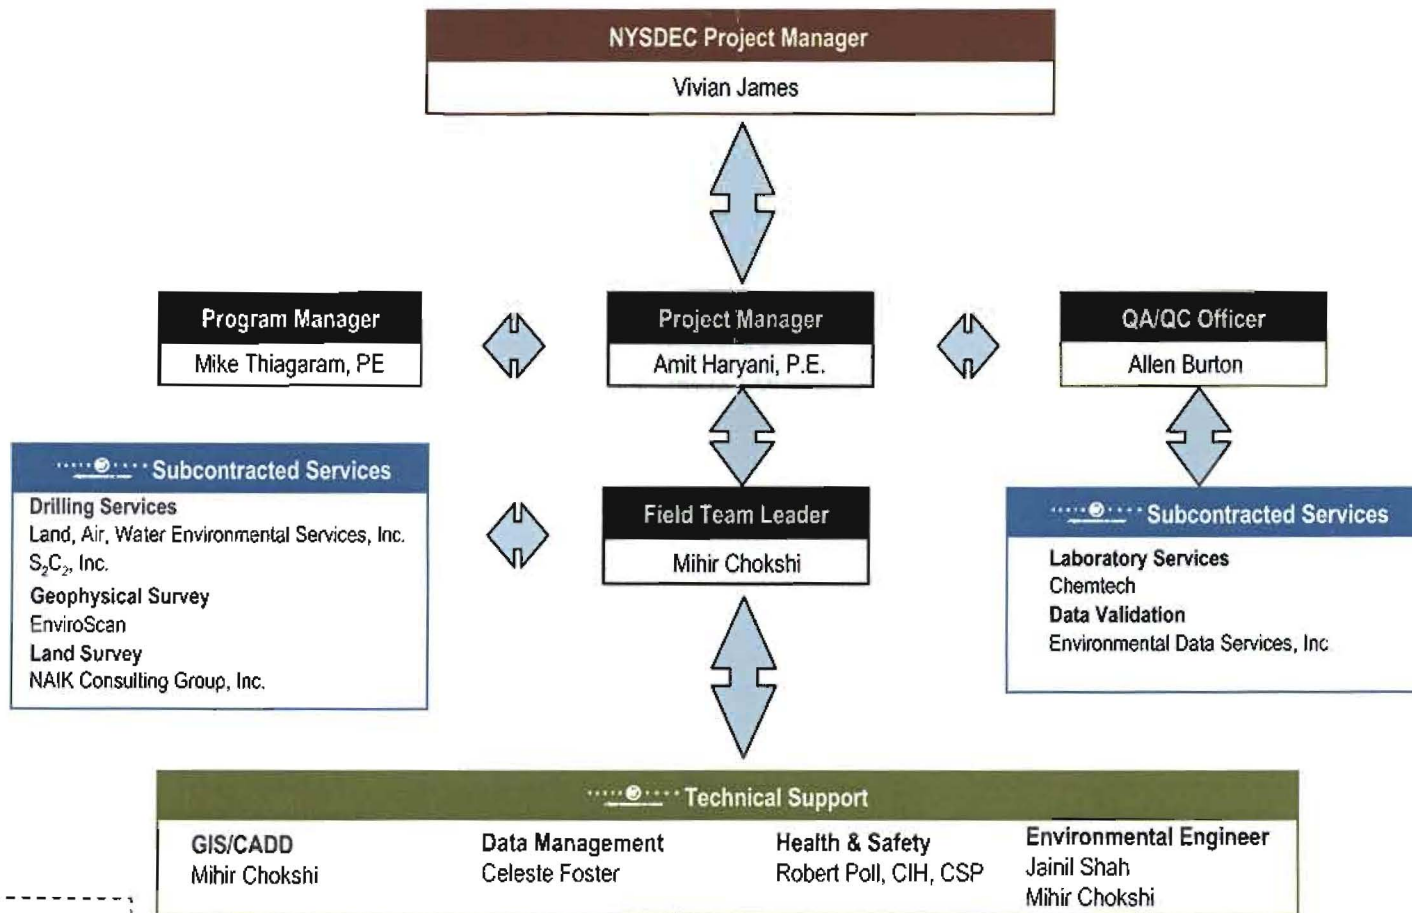 NYSDEC Project Manager
Vivian James
Program Manager
Mike Thiagaram, PE
Project Manager
Amit Haryani, P.E.
QA/QC Officer
Allen Burton
Subcontracted Services
Drilling Services
Land, Air, Water Environmental Services, Inc.
S₂C₂, Inc.
Geophysical Survey
EnviroScan
Land Survey
NAIK Consulting Group, Inc.
Field Team Leader
Mihir Chokshi
Subcontracted Services
Laboratory Services
Chemtech
Data Validation
Environmental Data Services, Inc
Technical Support
GIS/CADD
Mihir Chokshi
Data Management
Celeste Foster
Health & Safety
Robert Poll, CIH, CSP
Environmental Engineer
Jainil Shah
Mihir Chokshi